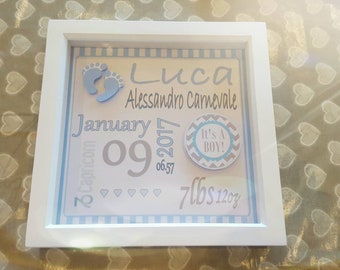 Luca
Alessandro Carnevale
January
09
2017
06.57
Capricorn
IT'S A
BOY!
7lbs 12oz